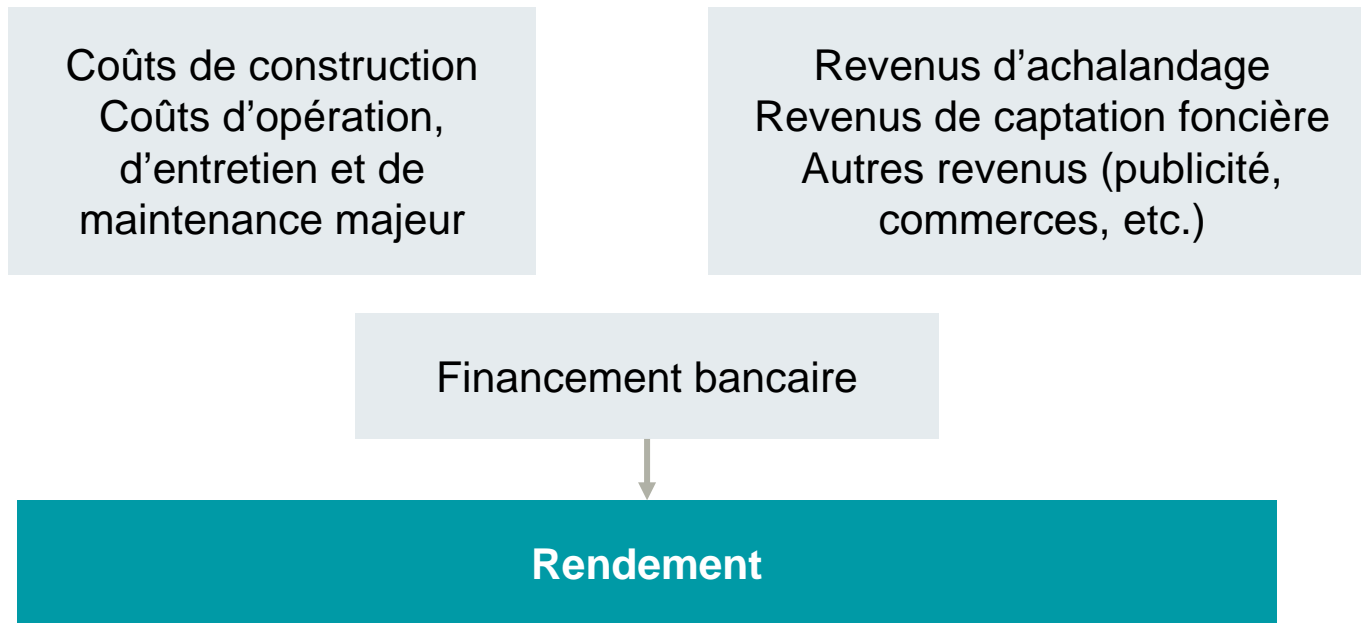 Coûts de construction
Coûts d’opération,
d’entretien et de
maintenance majeur
Revenus d’achalandage
Revenus de captation foncière
Autres revenus (publicité,
commerces, etc.)
Financement bancaire
Rendement